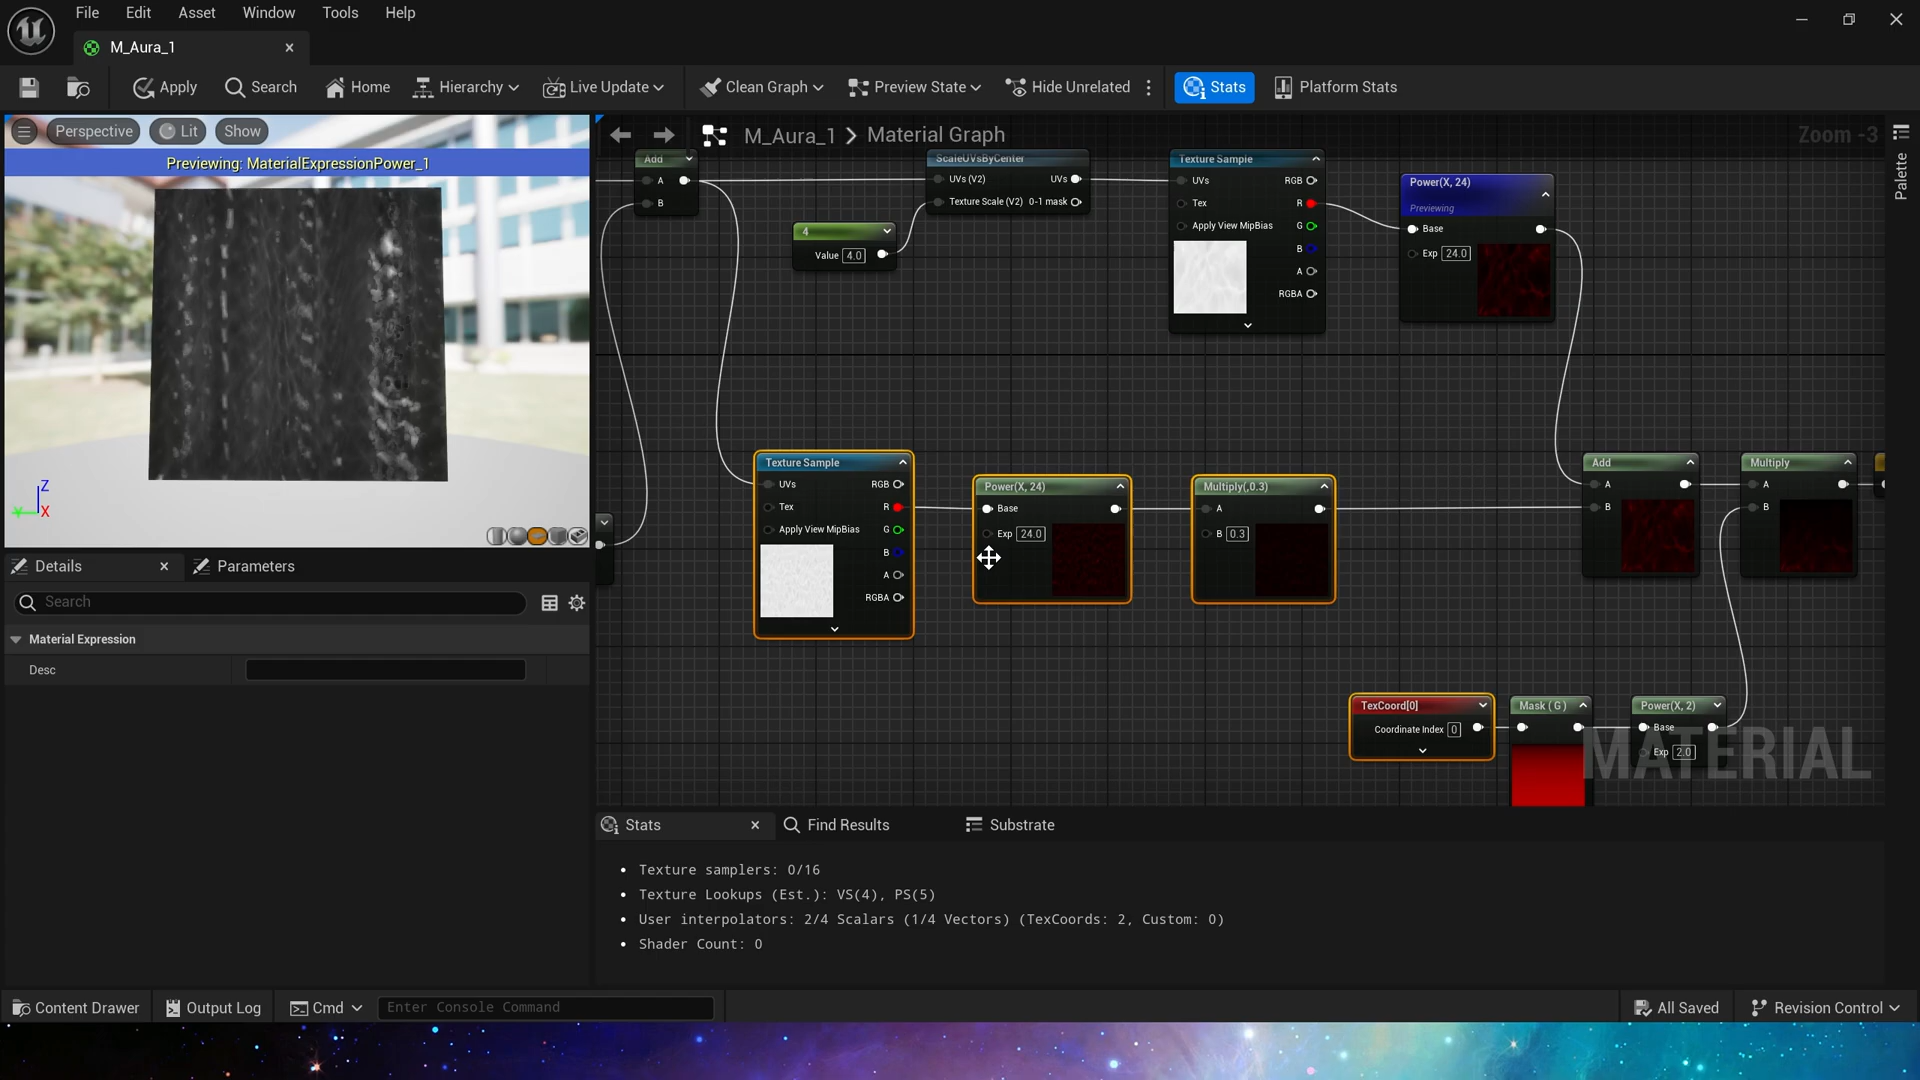 File Edit Asset Window Tools Help
M_Aura_1
Apply Search Home Hierarchy Live Update Clean Graph Preview State Hide Unrelated Stats Platform Stats
Perspective Lit Show
Previewing: MaterialExpressionPower_1
Z
Y X
M_Aura_1 > Material Graph
Zoom -3
Palette
Add
A
B
ScaleUVsByCenter
UVs (V2) UVs
Texture Scale (V2) 0-1 mask
4
Value 4.0
Texture Sample
UVs RGB
Tex R
Apply View MipBias G
B
A
RGBA
Power(X, 24)
Previewing
Base
Exp 24.0
Texture Sample
UVs RGB
Tex R
Apply View MipBias G
B
A
RGBA
Power(X, 24)
Base
Exp 24.0
Multiply(,0.3)
A
B 0.3
Add
A
B
Multiply
A
B
TexCoord[0]
Coordinate Index 0
Mask ( G )
Power(X, 2)
Base
Exp 2.0
MATERIAL
Details Parameters
Search
Material Expression
Desc
Stats Find Results Substrate
• Texture samplers: 0/16
• Texture Lookups (Est.): VS(4), PS(5)
• User interpolators: 2/4 Scalars (1/4 Vectors) (TexCoords: 2, Custom: 0)
• Shader Count: 0
Content Drawer Output Log Cmd Enter Console Command All Saved Revision Control